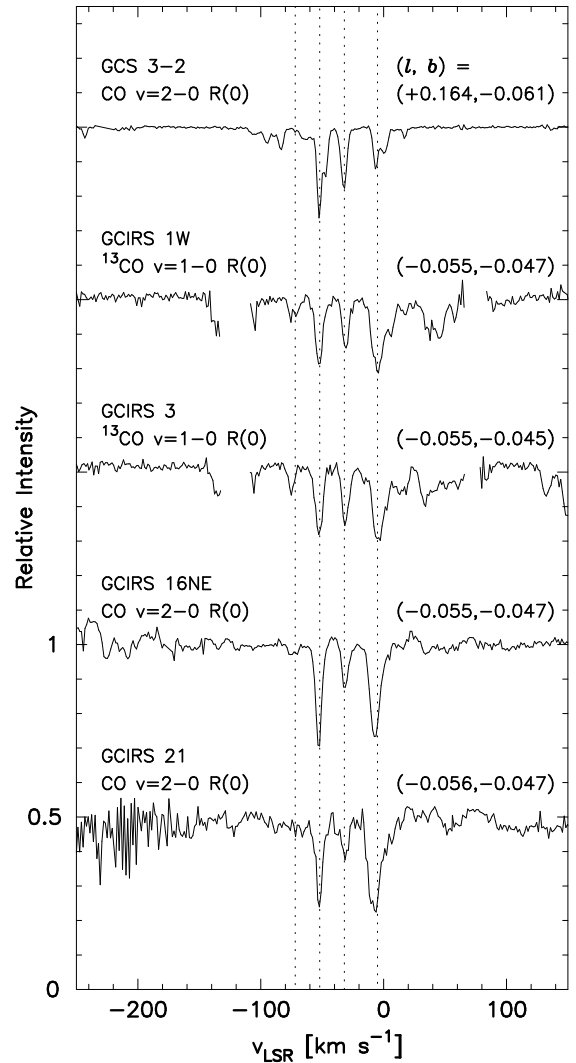 GCS 3-2 (l, b) =
CO v=2-0 R(0) (+0.164,-0.061)
GCIRS 1W
¹³CO v=1-0 R(0) (-0.055,-0.047)
GCIRS 3
¹³CO v=1-0 R(0) (-0.055,-0.045)
GCIRS 16NE
CO v=2-0 R(0) (-0.055,-0.047)
1
GCIRS 21
CO v=2-0 R(0) (-0.056,-0.047)
0.5
0
Relative Intensity
-200 -100 0 100
v_LSR [km s⁻¹]